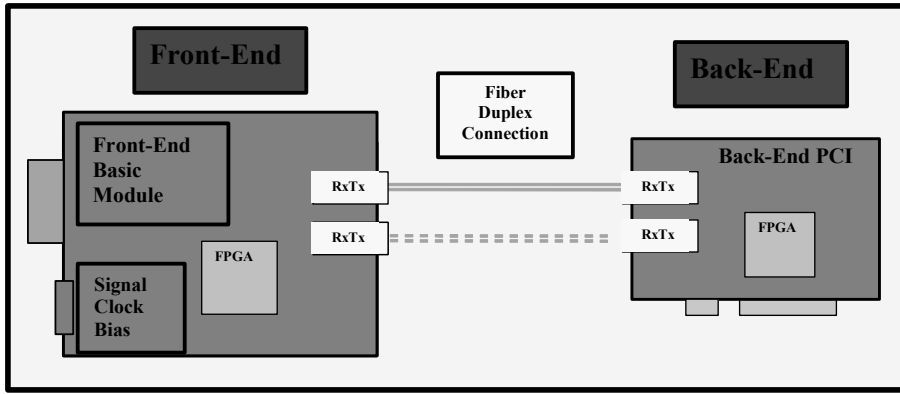 Front-End
Back-End
Fiber
Duplex
Connection
Front-End
Basic
Module
Back-End PCI
RxTx
RxTx
RxTx
RxTx
FPGA
FPGA
Signal
Clock
Bias